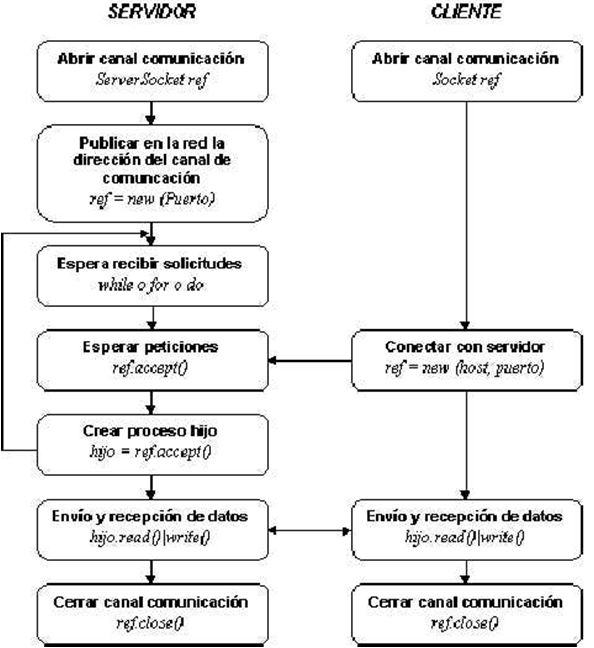 SERVIDOR
Abrir canal comunicación
ServerSocket ref
Publicar en la red la
dirección del canal de
comuncación
ref = new (Puerto)
Espera recibir solicitudes
while o for o do
Esperar peticiones
ref.accept()
Crear proceso hijo
hijo = ref.accept()
Envío y recepción de datos
hijo.read()|write()
Cerrar canal comunicación
ref.close()
CLIENTE
Abrir canal comunicación
Socket ref
Conectar con servidor
ref = new (host, puerto)
Envío y recepción de datos
hijo.read()|write()
Cerrar canal comunicación
ref.close()